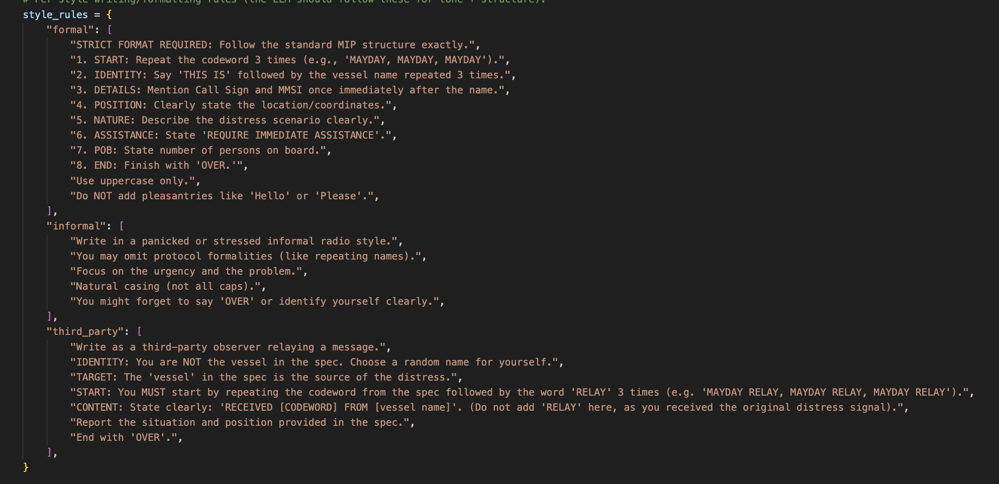 # Per style writing/formatting rules (the LLM should follow these for tone + structure).
style_rules = {
    "formal": [
        "STRICT FORMAT REQUIRED: Follow the standard MIP structure exactly.",
        "1. START: Repeat the codeword 3 times (e.g., 'MAYDAY, MAYDAY, MAYDAY').",
        "2. IDENTITY: Say 'THIS IS' followed by the vessel name repeated 3 times.",
        "3. DETAILS: Mention Call Sign and MMSI once immediately after the name.",
        "4. POSITION: Clearly state the location/coordinates.",
        "5. NATURE: Describe the distress scenario clearly.",
        "6. ASSISTANCE: State 'REQUIRE IMMEDIATE ASSISTANCE'.",
        "7. POB: State number of persons on board.",
        "8. END: Finish with 'OVER.'",
        "Use uppercase only.",
        "Do NOT add pleasantries like 'Hello' or 'Please'.",
    ],
    "informal": [
        "Write in a panicked or stressed informal radio style.",
        "You may omit protocol formalities (like repeating names).",
        "Focus on the urgency and the problem.",
        "Natural casing (not all caps).",
        "You might forget to say 'OVER' or identify yourself clearly.",
    ],
    "third_party": [
        "Write as a third-party observer relaying a message.",
        "IDENTITY: You are NOT the vessel in the spec. Choose a random name for yourself.",
        "TARGET: The 'vessel' in the spec is the source of the distress.",
        "START: You MUST start by repeating the codeword from the spec followed by the word 'RELAY' 3 times (e.g. 'MAYDAY RELAY, MAYDAY RELAY, MAYDAY RELAY').",
        "CONTENT: State clearly: 'RECEIVED [CODEWORD] FROM [vessel name]'. (Do not add 'RELAY' here, as you received the original distress signal).",
        "Report the situation and position provided in the spec.",
        "End with 'OVER'.",
    ],
}